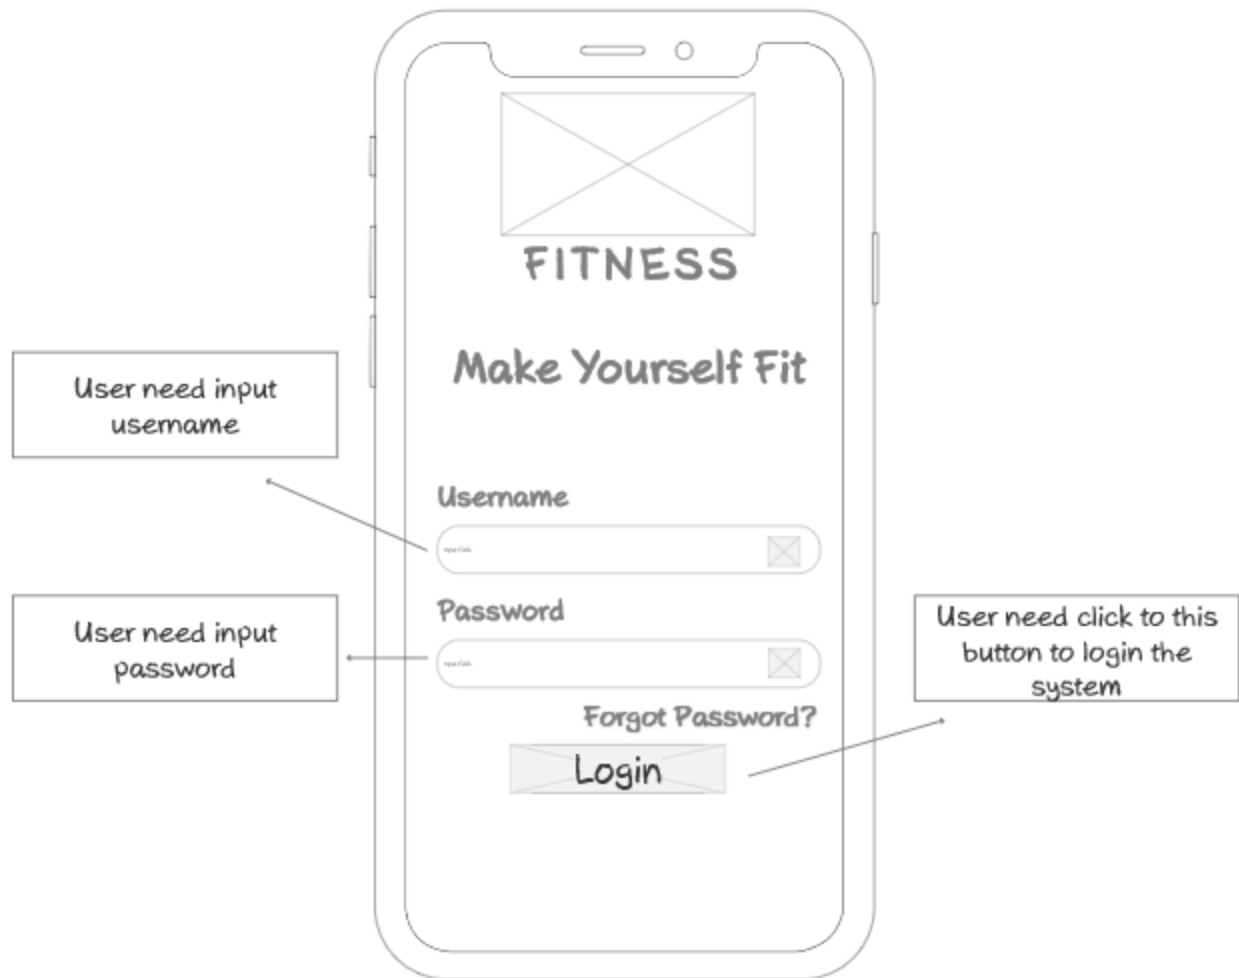 FITNESS
Make Yourself Fit
User need input
username
Username
Password
User need input
password
User need click to this
button to login the
system
Forgot Password?
Login